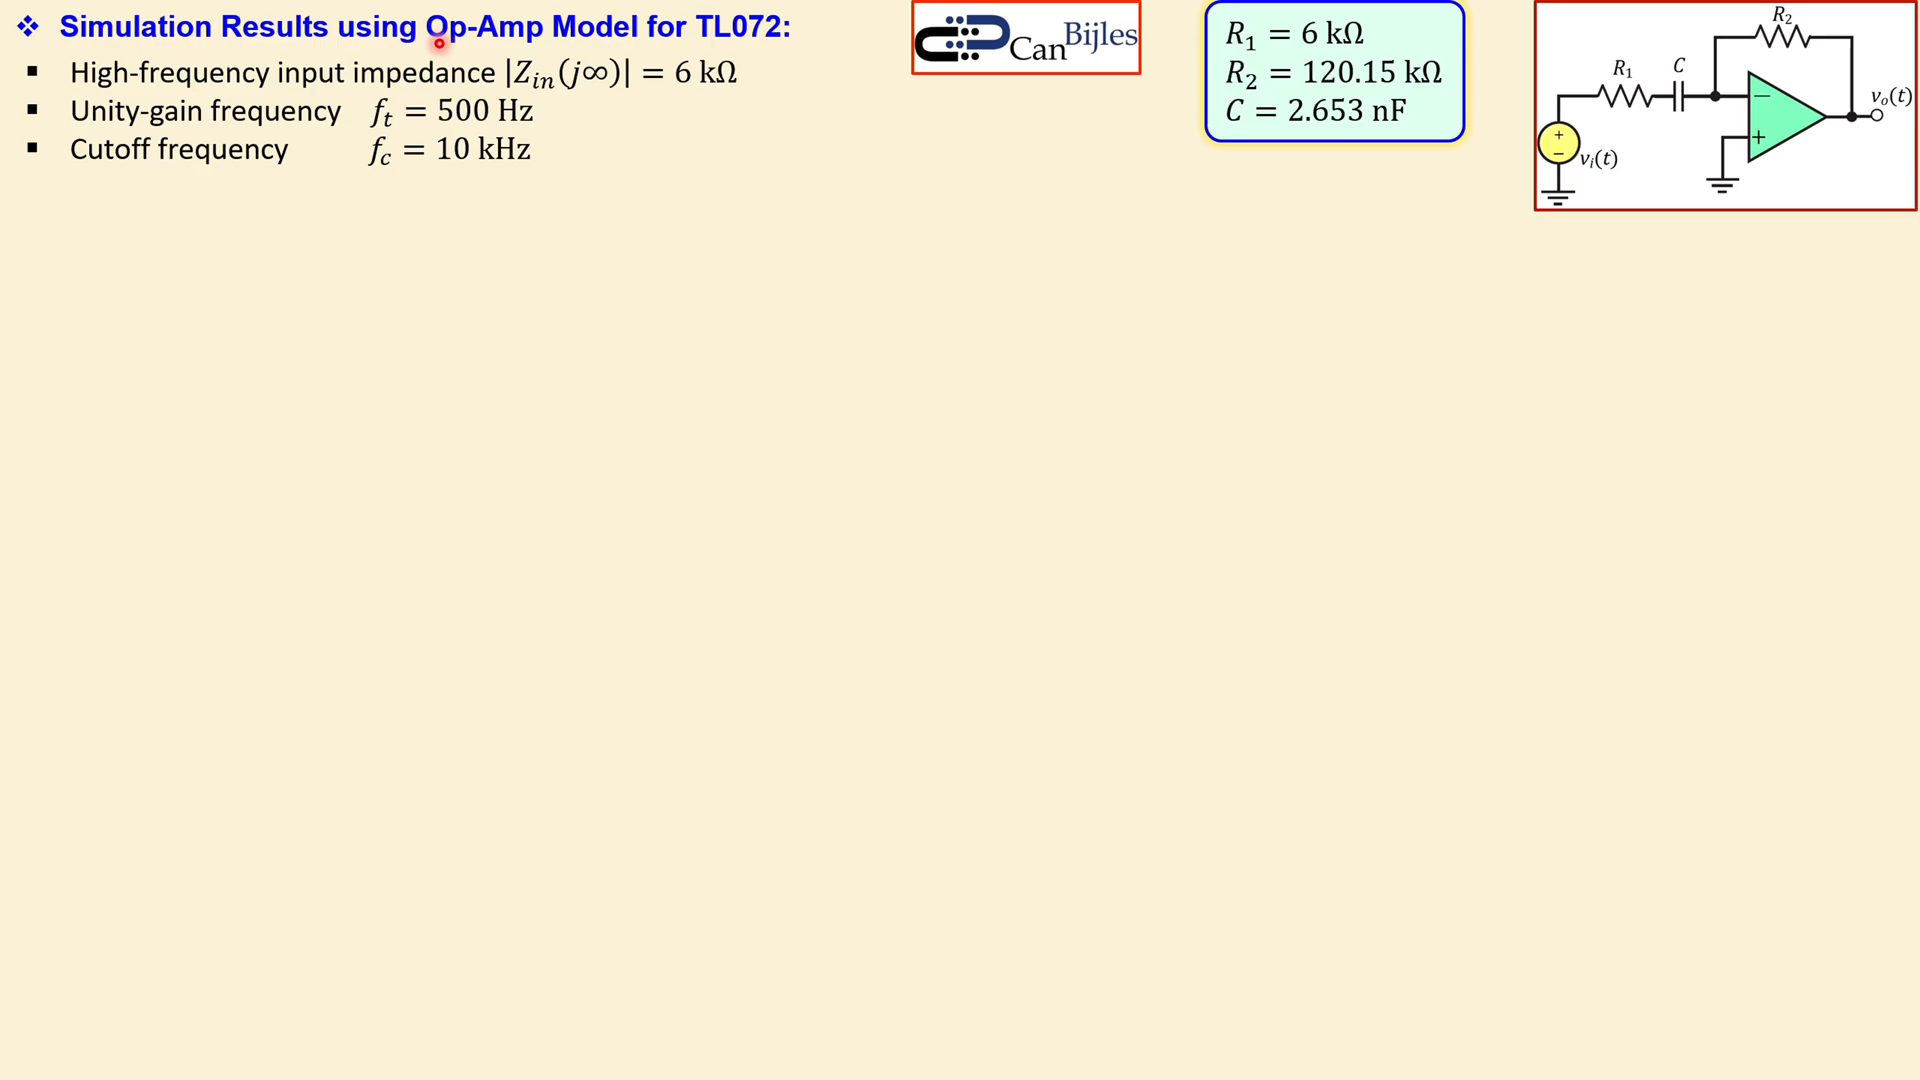 ❖ Simulation Results using Op-Amp Model for TL072:
▪ High-frequency input impedance |Z_in(j∞)| = 6 kΩ
▪ Unity-gain frequency f_t = 500 Hz
▪ Cutoff frequency f_c = 10 kHz
Can Bijles
R_1 = 6 kΩ
R_2 = 120.15 kΩ
C = 2.653 nF
R_2
R_1 C
v_o(t)
−
+
+
−
v_i(t)